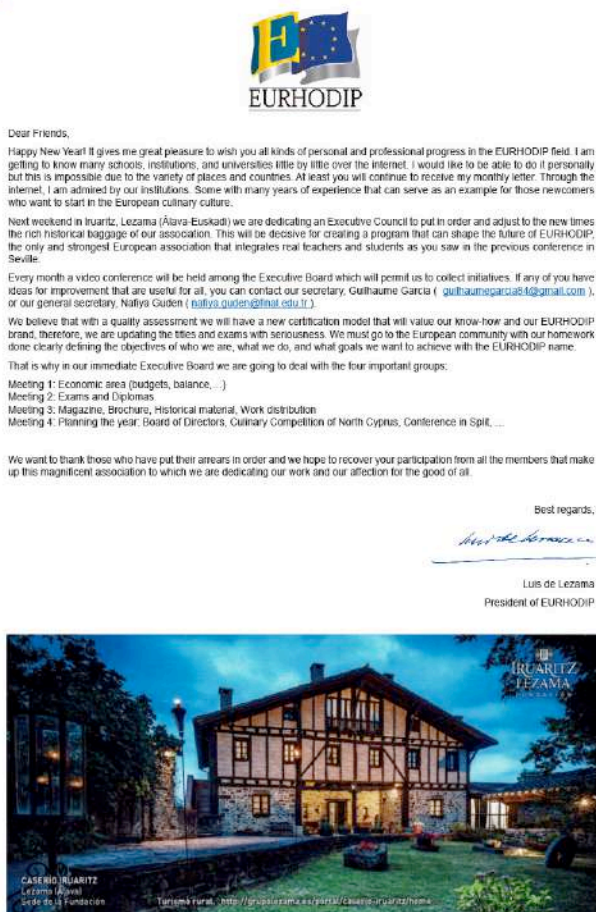 EURHODIP
Dear Friends,
Happy New Year! It gives me great pleasure to wish you all kinds of personal and professional progress in the EURHODIP field. I am
getting to know many schools, institutions, and universities little by little over the internet. I would like to be able to do it personally
but this is impossible due to the variety of places and countries. At least you will continue to receive my monthly letter. Through the
internet, I am admired by our institutions. Some with many years of experience that can serve as an example for those newcomers
who want to start in the European culinary culture.
Next weekend in Iruaritz, Lezama (Álava-Euskadi) we are dedicating an Executive Council to put in order and adjust to the new times
the rich historical baggage of our association. This will be decisive for creating a program that can shape the future of EURHODIP,
the only and strongest European association that integrates real teachers and students as you saw in the previous conference in
Seville.
Every month a video conference will be held among the Executive Board which will permit us to collect initiatives. If any of you have
ideas for improvement that are useful for all, you can contact our secretary, Guilhaume Garcia ( guilhaumegarcia84@gmail.com ),
or our general secretary, Nafiya Guden ( nafiya.guden@final.edu.tr ).
We believe that with a quality assessment we will have a new certification model that will value our know-how and our EURHODIP
brand, therefore, we are updating the titles and exams with seriousness. We must go to the European community with our homework
done clearly defining the objectives of who we are, what we do, and what goals we want to achieve with the EURHODIP name.
That is why in our immediate Executive Board we are going to deal with the four important groups:
Meeting 1: Economic area (budgets, balance,…)
Meeting 2: Exams and Diplomas
Meeting 3: Magazine, Brochure, Historical material, Work distribution
Meeting 4: Planning the year: Board of Directors, Culinary Competition of North Cyprus, Conference in Split, …
We want to thank those who have put their arrears in order and we hope to recover your participation from all the members that make
up this magnificent association to which we are dedicating our work and our affection for the good of all.
Best regards,
Luis de Lezama
Luis de Lezama
President of EURHODIP
IRUARITZ
LEZAMA
FUNDACIÓN
CASERÍO IRUARITZ
Lezama (Álava)
Sede de la Fundación
Turismo rural. http://grupolezama.es/portal/caserio-iruaritz/home